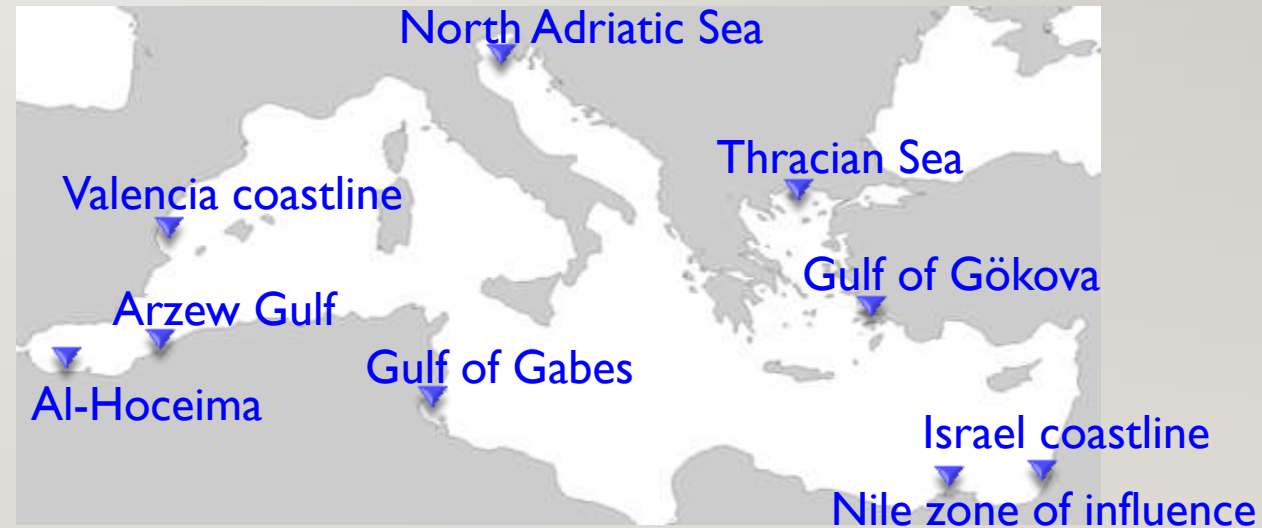 North Adriatic Sea
Thracian Sea
Valencia coastline
Gulf of Gökova
Arzew Gulf
Gulf of Gabes
Al-Hoceima
Israel coastline
Nile zone of influence